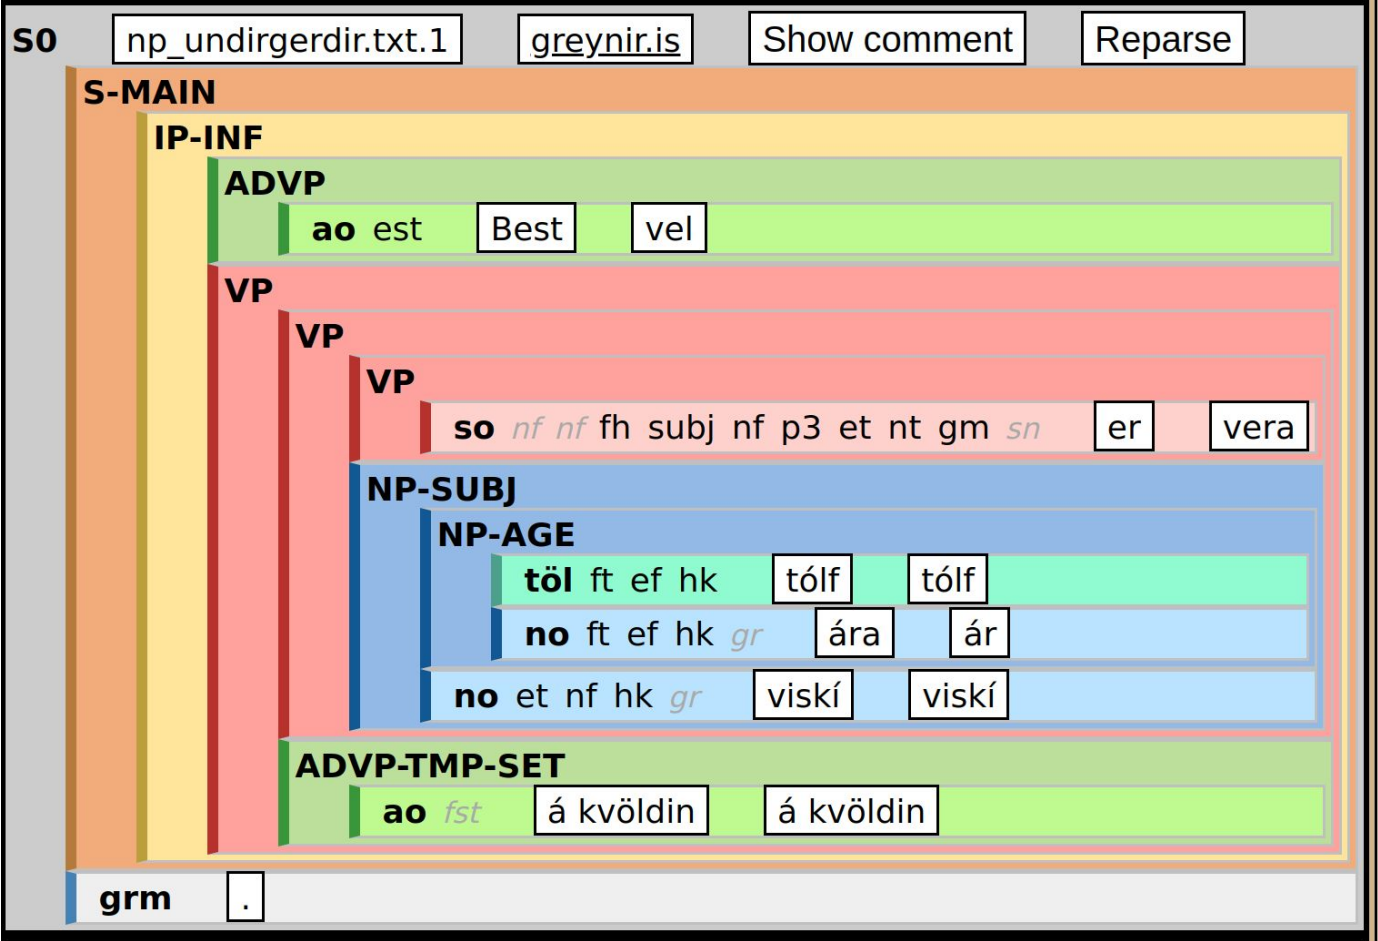 S0 np_undirgerdir.txt.1 greynir.is Show comment Reparse
S-MAIN
IP-INF
ADVP
ao est Best vel
VP
VP
VP
so nf nf fh subj nf p3 et nt gm sn er vera
NP-SUBJ
NP-AGE
töl ft ef hk tólf tólf
no ft ef hk gr ára ár
no et nf hk gr viskí viskí
ADVP-TMP-SET
ao fst á kvöldin á kvöldin
grm .